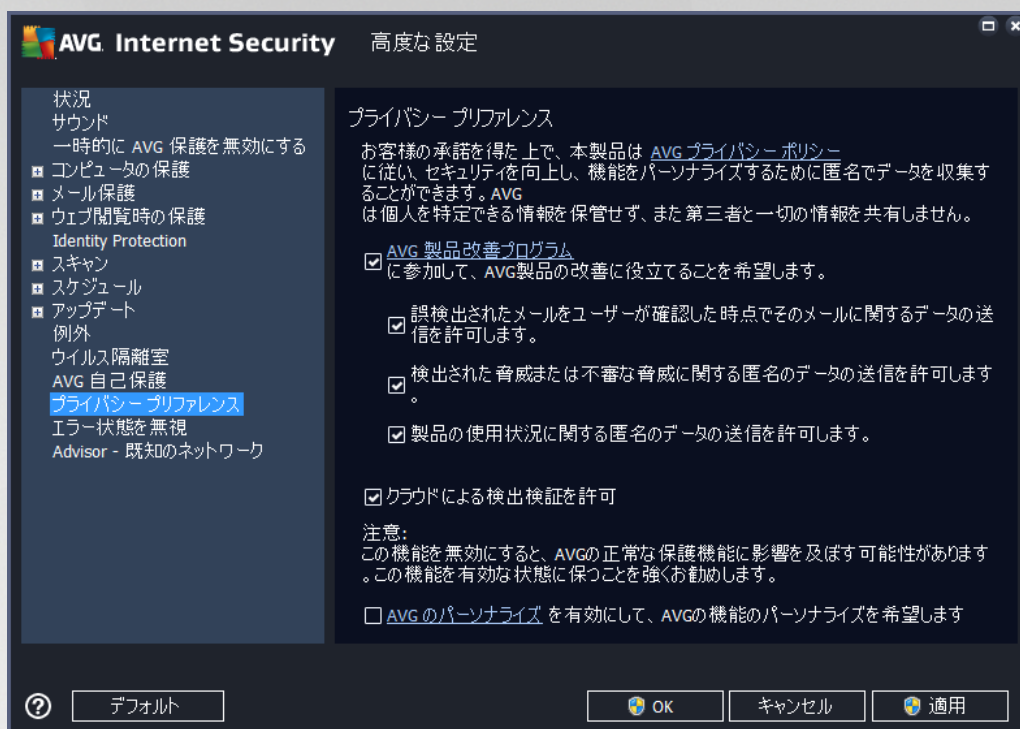 AVG. Internet Security 高度な設定
状況
サウンド
一時的に AVG 保護を無効にする
コンピュータの保護
メール保護
ウェブ閲覧時の保護
Identity Protection
スキャン
スケジュール
アップデート
例外
ウイルス隔離室
AVG 自己保護
プライバシー プリファレンス
エラー状態を無視
Advisor - 既知のネットワーク
プライバシー プリファレンス
お客様の承諾を得た上で、本製品は AVG プライバシー ポリシー
に従い、セキュリティを向上し、機能をパーソナライズするために匿名でデータを収集す
ることができます。AVG
は個人を特定できる情報を保管せず、また第三者と一切の情報を共有しません。
AVG 製品改善プログラム
に参加して、AVG製品の改善に役立てることを希望します。
誤検出されたメールをユーザーが確認した時点でそのメールに関するデータの送
信を許可します。
検出された脅威または不審な脅威に関する匿名のデータの送信を許可します
。
製品の使用状況に関する匿名のデータの送信を許可します。
クラウドによる検出検証を許可
注意:
この機能を無効にすると、AVGの正常な保護機能に影響を及ぼす可能性があります
。この機能を有効な状態に保つことを強くお勧めします。
AVG のパーソナライズ を有効にして、AVGの機能のパーソナライズを希望します
デフォルト
OK
キャンセル
適用